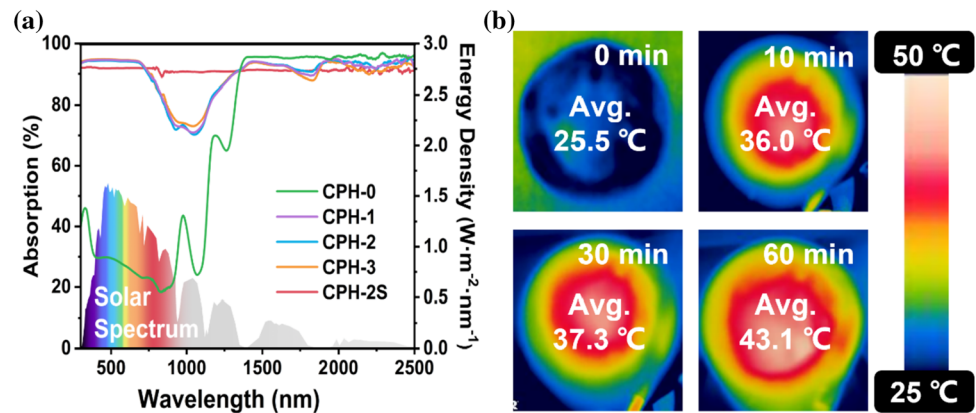 (a)
100
80
60
40
20
0
Absorption (%)
3.0
2.5
2.0
1.5
1.0
0.5
0.0
Energy Density (W·m⁻²·nm⁻¹)
CPH-0
CPH-1
CPH-2
CPH-3
CPH-2S
Solar
Spectrum
500 1000 1500 2000 2500
Wavelength (nm)
(b)
0 min
Avg.
25.5 ℃
10 min
Avg.
36.0 ℃
30 min
Avg.
37.3 ℃
60 min
Avg.
43.1 ℃
50 ℃
25 ℃